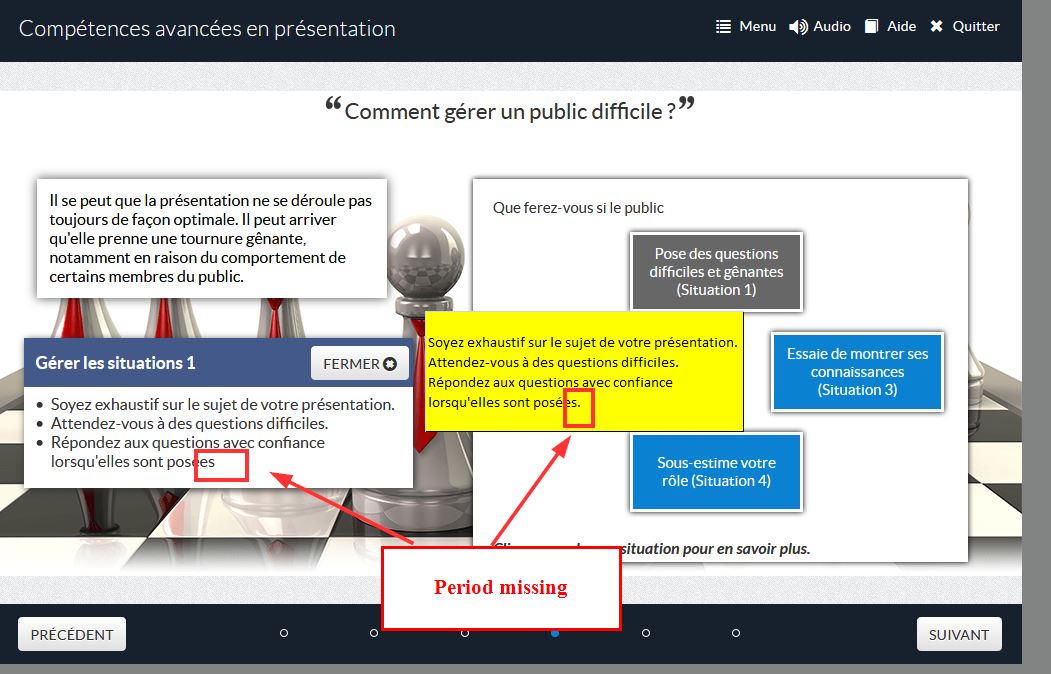 Compétences avancées en présentation
Menu
Audio
Aide
Quitter
“Comment gérer un public difficile ?”
Il se peut que la présentation ne se déroule pas
toujours de façon optimale. Il peut arriver
qu'elle prenne une tournure gênante,
notamment en raison du comportement de
certains membres du public.
Que ferez-vous si le public
Pose des questions
difficiles et gênantes
(Situation 1)
Essaie de montrer ses
connaissances
(Situation 3)
Sous-estime votre
rôle (Situation 4)
situation pour en savoir plus.
Gérer les situations 1
FERMER
• Soyez exhaustif sur le sujet de votre présentation.
• Attendez-vous à des questions difficiles.
• Répondez aux questions avec confiance
lorsqu'elles sont posées
Soyez exhaustif sur le sujet de votre présentation.
Attendez-vous à des questions difficiles.
Répondez aux questions avec confiance
lorsqu'elles sont posées.
Period missing
PRÉCÉDENT
SUIVANT